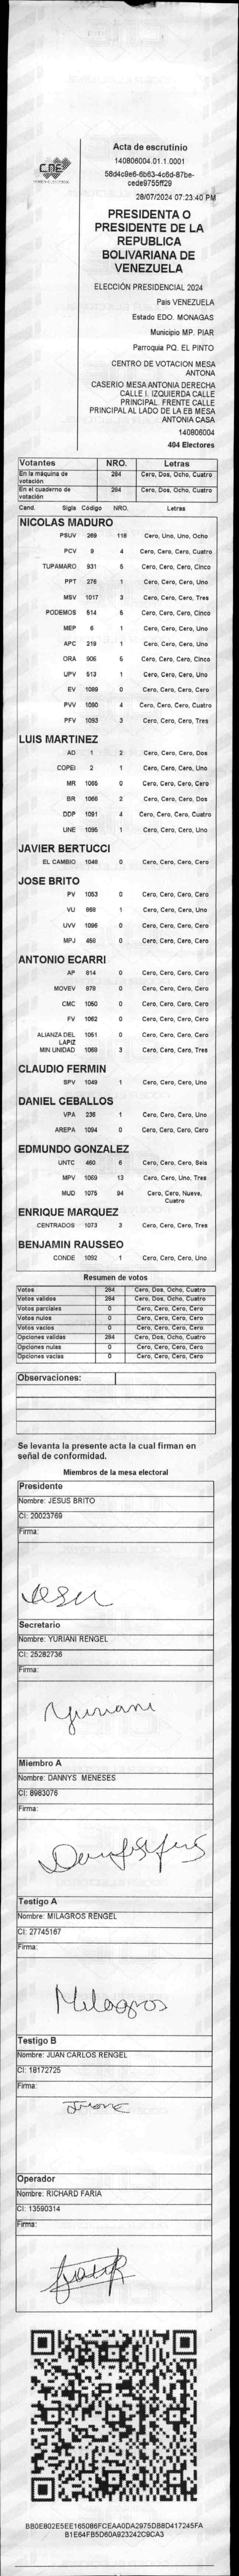 CDE
Acta de escrutinio
140806004.01.1.0001
cede9755ff29
28/07/2024 07:23:40 PM
PRESIDENTA O
PRESIDENTE DE LA
REPUBLICA
BOLIVARIANA DE
VENEZUELA
ELECCIÓN PRESIDENCIAL 2024
Pais VENEZUELA
Estado EDO. MONAGAS
Municipio MP. PIAR
Parroquia PQ. EL PINTO
CENTRO DE VOTACION MESA
ANTONA
CASERIO MESA ANTONIA DERECHA
CALLE I. IZQUIERDA CALLE
PRINCIPAL. FRENTE CALLE
PRINCIPAL AL LADO DE LA EB MESA
ANTONIA CASA
140806004
404 Electores
Votantes NRO. Letras
En la máquina de votación 284 Cero, Dos, Ocho, Cuatro
En el cuaderno de votación 284 Cero, Dos, Ocho, Cuatro
Cand. Sigla Código NRO. Letras
NICOLAS MADURO
PSUV 269 118 Cero, Uno, Uno, Ocho
PCV 9 4 Cero, Cero, Cero, Cuatro
TUPAMARO 931 5 Cero, Cero, Cero, Cinco
PPT 276 1 Cero, Cero, Cero, Uno
MSV 1017 3 Cero, Cero, Cero, Tres
PODEMOS 514 5 Cero, Cero, Cero, Cinco
MEP 6 1 Cero, Cero, Cero, Uno
APC 219 1 Cero, Cero, Cero, Uno
ORA 906 5 Cero, Cero, Cero, Cinco
UPV 513 1 Cero, Cero, Cero, Uno
EV 1089 0 Cero, Cero, Cero, Cero
PVV 1090 4 Cero, Cero, Cero, Cuatro
PFV 1093 3 Cero, Cero, Cero, Tres
LUIS MARTINEZ
AD 1 2 Cero, Cero, Cero, Dos
COPEI 2 1 Cero, Cero, Cero, Uno
MR 1065 0 Cero, Cero, Cero, Cero
BR 1066 2 Cero, Cero, Cero, Dos
DDP 1091 4 Cero, Cero, Cero, Cuatro
UNE 1095 1 Cero, Cero, Cero, Uno
JAVIER BERTUCCI
EL CAMBIO 1048 0 Cero, Cero, Cero, Cero
JOSE BRITO
PV 1053 0 Cero, Cero, Cero, Cero
VU 868 1 Cero, Cero, Cero, Uno
UVV 1096 0 Cero, Cero, Cero, Cero
MPJ 458 0 Cero, Cero, Cero, Cero
ANTONIO ECARRI
AP 814 0 Cero, Cero, Cero, Cero
MOVEV 979 0 Cero, Cero, Cero, Cero
CMC 1050 0 Cero, Cero, Cero, Cero
FV 1062 0 Cero, Cero, Cero, Cero
ALIANZA DEL LAPIZ 1051 0 Cero, Cero, Cero, Cero
MIN UNIDAD 1068 3 Cero, Cero, Cero, Tres
CLAUDIO FERMIN
SPV 1049 1 Cero, Cero, Cero, Uno
DANIEL CEBALLOS
VPA 236 1 Cero, Cero, Cero, Uno
AREPA 1094 0 Cero, Cero, Cero, Cero
EDMUNDO GONZALEZ
UNTC 460 6 Cero, Cero, Cero, Seis
MPV 1069 13 Cero, Cero, Uno, Tres
MUD 1075 94 Cero, Cero, Nueve,
Cuatro
ENRIQUE MARQUEZ
CENTRADOS 1073 3 Cero, Cero, Cero, Tres
BENJAMIN RAUSSEO
CONDE 1092 1 Cero, Cero, Cero, Uno
Resumen de votos
Votos 284 Cero, Dos, Ocho, Cuatro
Votos validos 284 Cero, Dos, Ocho, Cuatro
Votos parciales 0 Cero, Cero, Cero, Cero
Votos nulos 0 Cero, Cero, Cero, Cero
Votos vacios 0 Cero, Cero, Cero, Cero
Opciones validas 284 Cero, Dos, Ocho, Cuatro
Opciones nulas 0 Cero, Cero, Cero, Cero
Opciones vacias 0 Cero, Cero, Cero, Cero
Observaciones:
Se levanta la presente acta la cual firman en
señal de conformidad.
Miembros de la mesa electoral
Presidente
Nombre: JESUS BRITO
CI: 20023769
Firma:
Secretario
Nombre: YURIANI RENGEL
CI: 25282736
Firma:
Yuriani
Miembro A
Nombre: DANNYS MENESES
CI: 8983076
Firma:
Testigo A
Nombre: MILAGROS RENGEL
CI: 27745167
Firma:
Milagros
Testigo B
Nombre: JUAN CARLOS RENGEL
CI: 18172725
Firma:
Operador
Nombre: RICHARD FARIA
CI: 13590314
Firma:
BB0E802E5EE165086FCEAA0DA2975DB8D417245FA
B1E64FB5D60A923242C9CA3